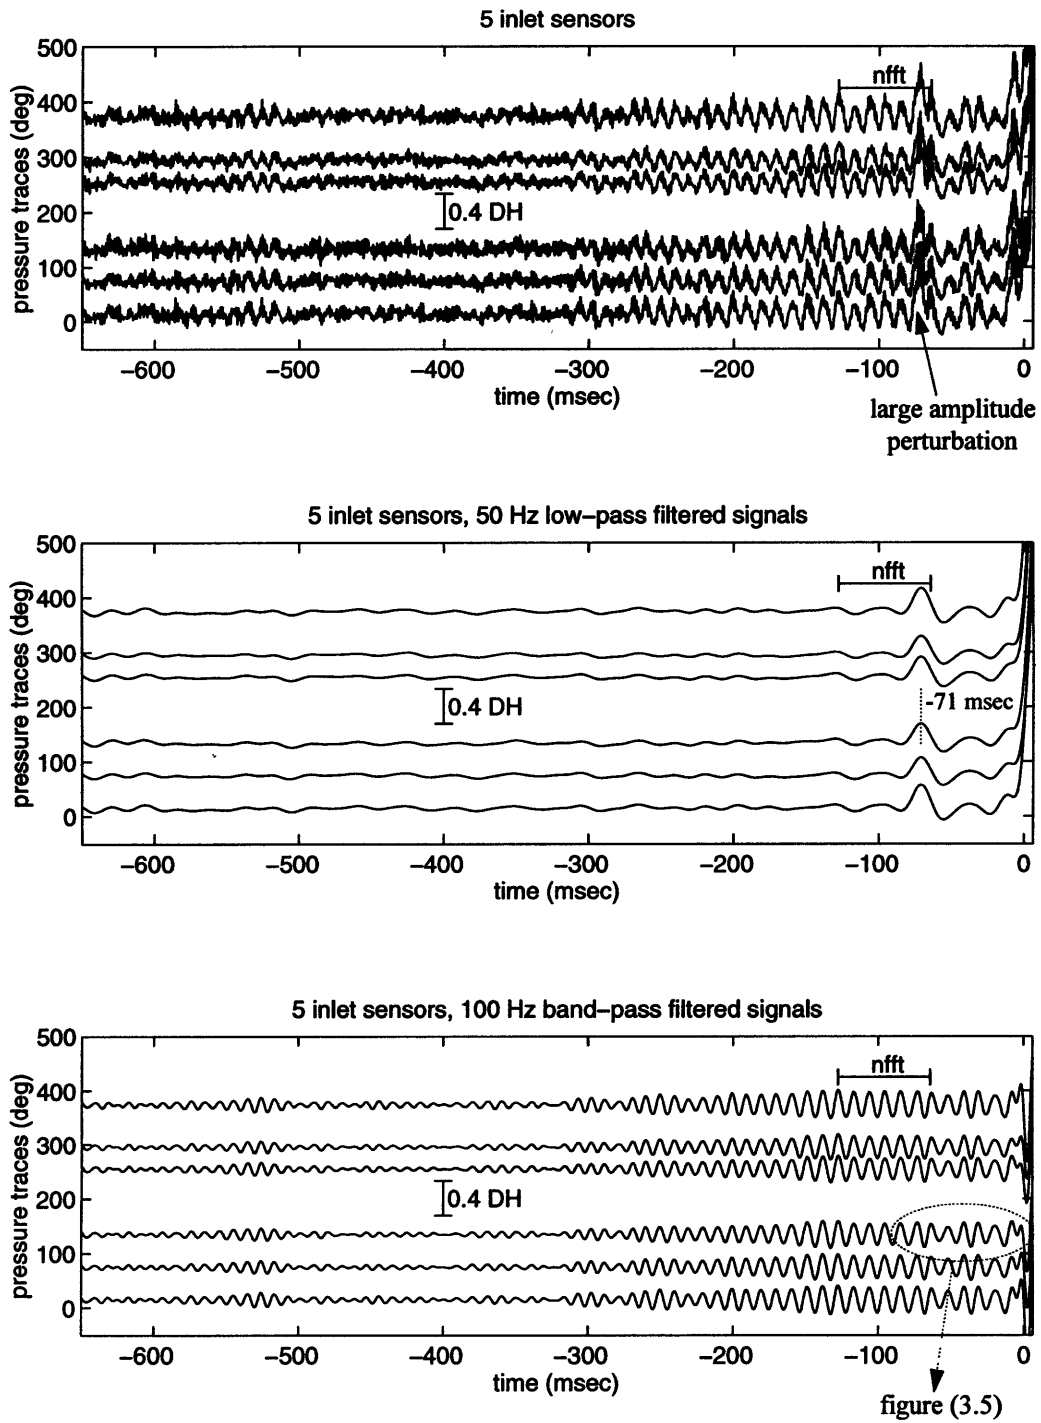 5 inlet sensors
500
400
300
200
100
0
pressure traces (deg)
nfft
0.4 DH
−600
−500
−400
−300
−200
−100
0
time (msec)
large amplitude
perturbation
5 inlet sensors, 50 Hz low−pass filtered signals
500
400
300
200
100
0
pressure traces (deg)
nfft
0.4 DH
-71 msec
−600
−500
−400
−300
−200
−100
0
time (msec)
5 inlet sensors, 100 Hz band−pass filtered signals
500
400
300
200
100
0
pressure traces (deg)
nfft
0.4 DH
−600
−500
−400
−300
−200
−100
0
time (msec)
figure (3.5)